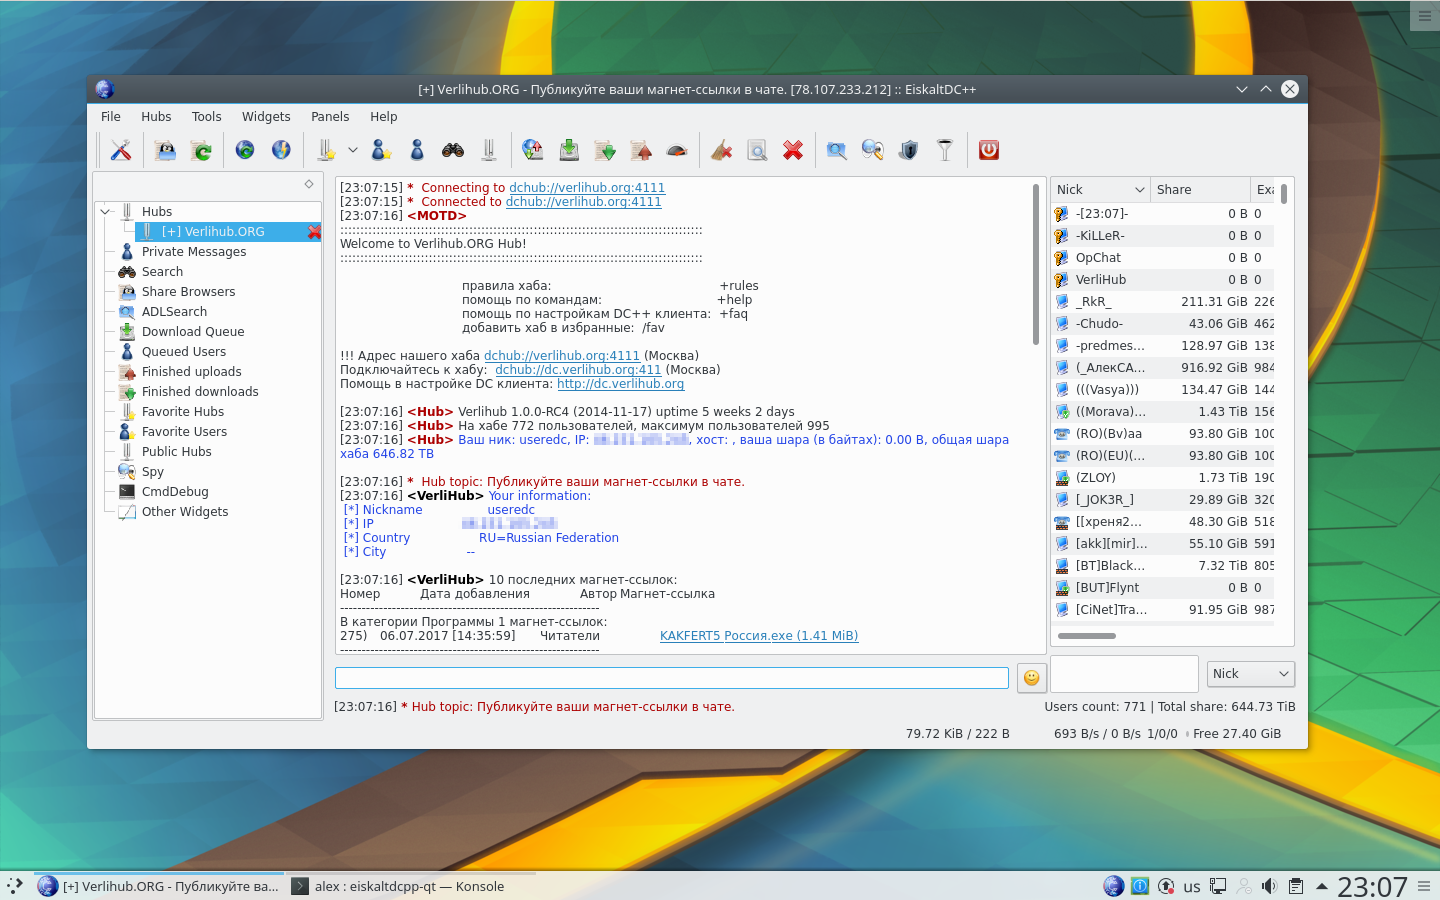 [+] Verlihub.ORG - Публикуйте ваши магнет-ссылки в чате. [78.107.233.212] :: EiskaltDC++
File Hubs Tools Widgets Panels Help
Hubs
[+] Verlihub.ORG
Private Messages
Search
Share Browsers
ADLSearch
Download Queue
Queued Users
Finished uploads
Finished downloads
Favorite Hubs
Favorite Users
Public Hubs
Spy
CmdDebug
Other Widgets
[23:07:15] * Connecting to dchub://verlihub.org:4111
[23:07:15] * Connected to dchub://verlihub.org:4111
[23:07:16] <MOTD>
Welcome to Verlihub.ORG Hub!
правила хаба: +rules
помощь по командам: +help
помощь по настройкам DC++ клиента: +faq
добавить хаб в избранные: /fav
!!! Адрес нашего хаба dchub://verlihub.org:4111 (Москва)
Подключайтесь к хабу: dchub://dc.verlihub.org:411 (Москва)
Помощь в настройке DC клиента: http://dc.verlihub.org
[23:07:16] <Hub> Verlihub 1.0.0-RC4 (2014-11-17) uptime 5 weeks 2 days
[23:07:16] <Hub> На хабе 772 пользователей, максимум пользователей 995
[23:07:16] <Hub> Ваш ник: useredc, IP: , хост: , ваша шара (в байтах): 0.00 B, общая шара
хаба 646.82 TB
[23:07:16] * Hub topic: Публикуйте ваши магнет-ссылки в чате.
[23:07:16] <VerliHub> Your information:
[*] Nickname useredc
[*] IP
[*] Country RU=Russian Federation
[*] City --
[23:07:16] <VerliHub> 10 последних магнет-ссылок:
Номер Дата добавления Автор Магнет-ссылка
------------------------------------------------------------
В категории Программы 1 магнет-ссылок:
275) 06.07.2017 [14:35:59] Читатели KAKFERT5 Россия.exe (1.41 MiB)
------------------------------------------------------------
[23:07:16] * Hub topic: Публикуйте ваши магнет-ссылки в чате.
Nick Share Exa
-[23:07]- 0 B 0
-KiLLeR- 0 B 0
OpChat 0 B 0
VerliHub 0 B 0
_RkR_ 211.31 GiB 226
-Chudo- 43.06 GiB 462
-predmes... 128.97 GiB 138
(_АлекСА... 916.92 GiB 984
(((Vasya))) 134.47 GiB 144
((Morava)... 1.43 TiB 156
(RO)(Bv)aa 93.80 GiB 100
(RO)(EU)(... 93.80 GiB 100
(ZLOY) 1.73 TiB 190
[_JOK3R_] 29.89 GiB 320
[[хреня2... 48.30 GiB 518
[akk][mir]... 55.10 GiB 591
[BT]Black... 7.32 TiB 805
[BUT]Flynt 0 B 0
[CiNet]Tra... 91.95 GiB 987
Nick
Users count: 771 | Total share: 644.73 TiB
79.72 KiB / 222 B 693 B/s / 0 B/s 1/0/0 Free 27.40 GiB
[+] Verlihub.ORG - Публикуйте ва... alex : eiskaltdcpp-qt — Konsole us 23:07